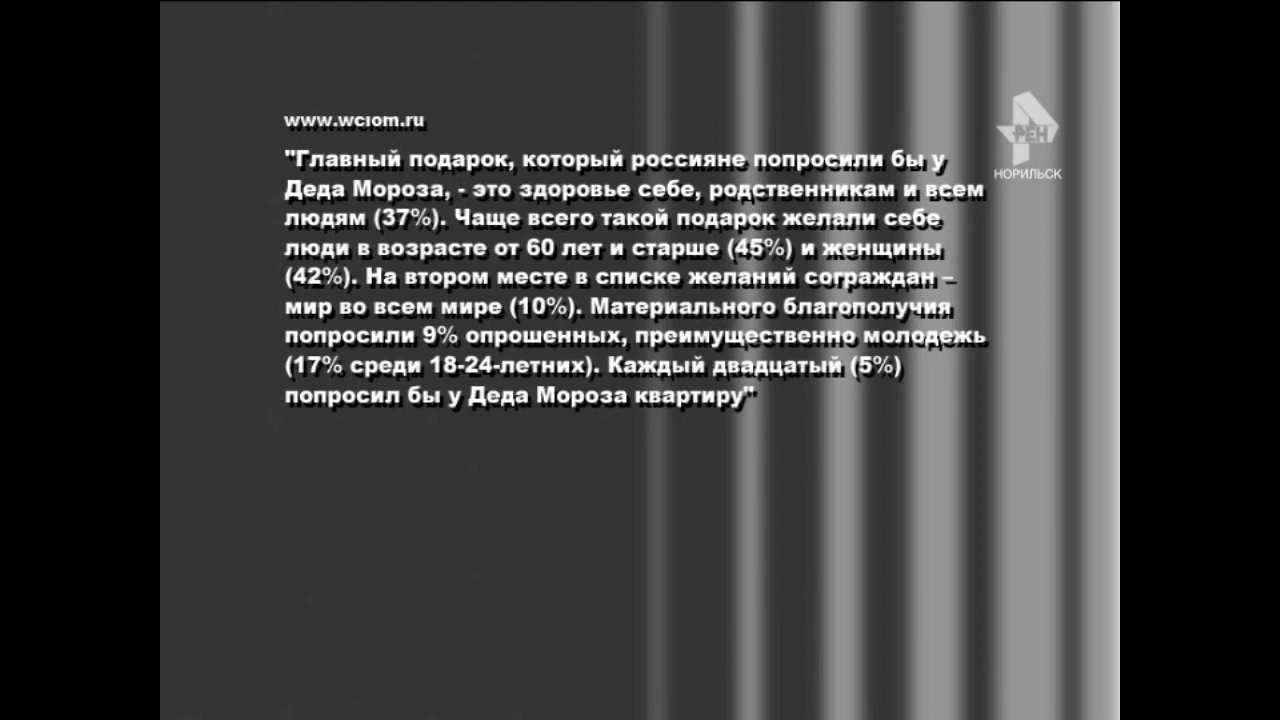 www.wciom.ru
"Главный подарок, который россияне попросили бы у
Деда Мороза, - это здоровье себе, родственникам и всем
людям (37%). Чаще всего такой подарок желали себе
люди в возрасте от 60 лет и старше (45%) и женщины
(42%). На втором месте в списке желаний сограждан –
мир во всем мире (10%). Материального благополучия
попросили 9% опрошенных, преимущественно молодежь
(17% среди 18-24-летних). Каждый двадцатый (5%)
попросил бы у Деда Мороза квартиру"
РЕН
НОРИЛЬСК